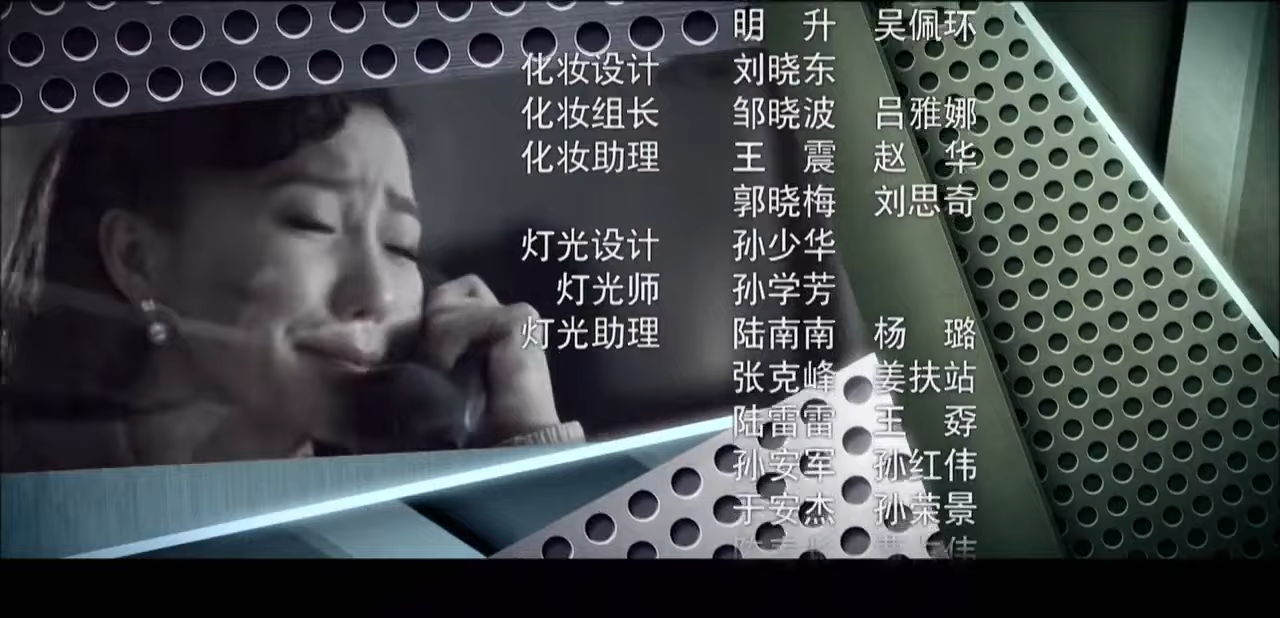 明 升 吴佩环
化妆设计 刘晓东
化妆组长 邹晓波 吕雅娜
化妆助理 王 震 赵 华
郭晓梅 刘思奇
灯光设计 孙少华
灯光师 孙学芳
灯光助理 陆南南 杨 璐
张克峰 姜扶站
陆雷雷 王 孬
孙安军 孙红伟
于安杰 孙荣景